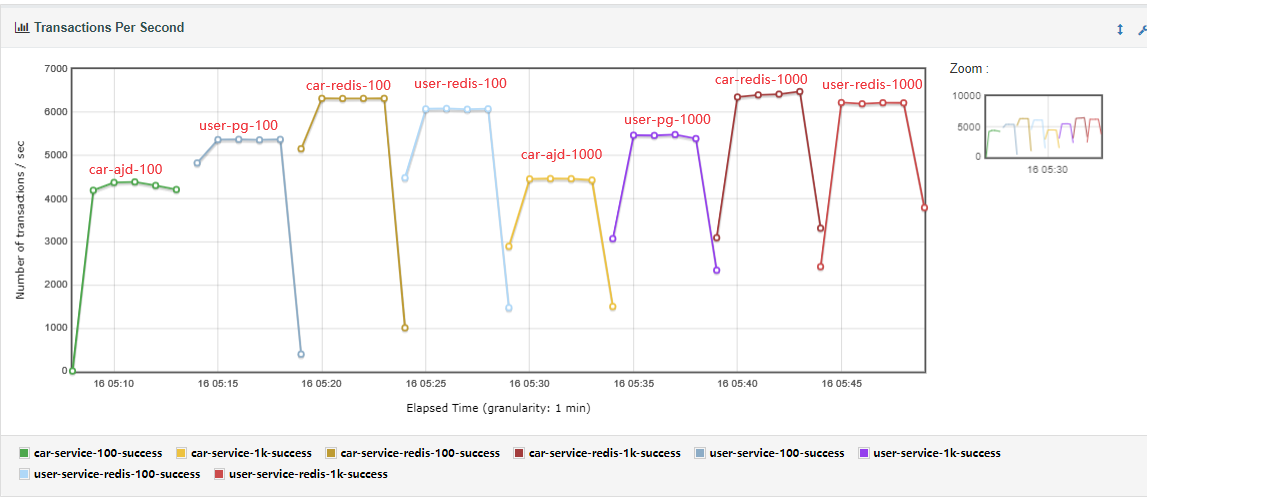 Transactions Per Second
Zoom :
7000
6000
5000
4000
3000
2000
1000
0
Number of transactions / sec
car-ajd-100
user-pg-100
car-redis-100
user-redis-100
car-ajd-1000
user-pg-1000
car-redis-1000
user-redis-1000
16 05:10
16 05:15
16 05:20
16 05:25
16 05:30
16 05:35
16 05:40
16 05:45
Elapsed Time (granularity: 1 min)
10000
5000
0
16 05:30
car-service-100-success car-service-1k-success car-service-redis-100-success car-service-redis-1k-success user-service-100-success user-service-1k-success
user-service-redis-100-success user-service-redis-1k-success